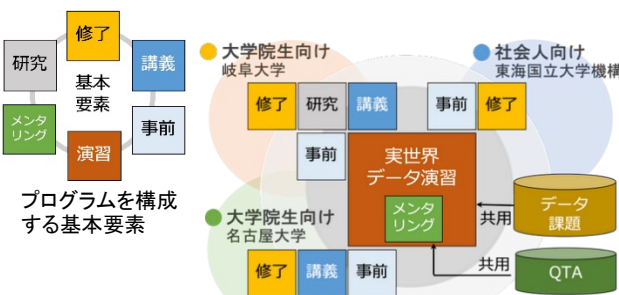 修了
研究
講義
基本
要素
メンタ
リング
事前
演習
プログラムを構成
する基本要素
大学院生向け
岐阜大学
社会人向け
東海国立大学機構
修了
研究
講義
事前
修了
事前
実世界
データ演習
メンタ
リング
共用
データ
課題
大学院生向け
名古屋大学
共用
QTA
修了
講義
事前